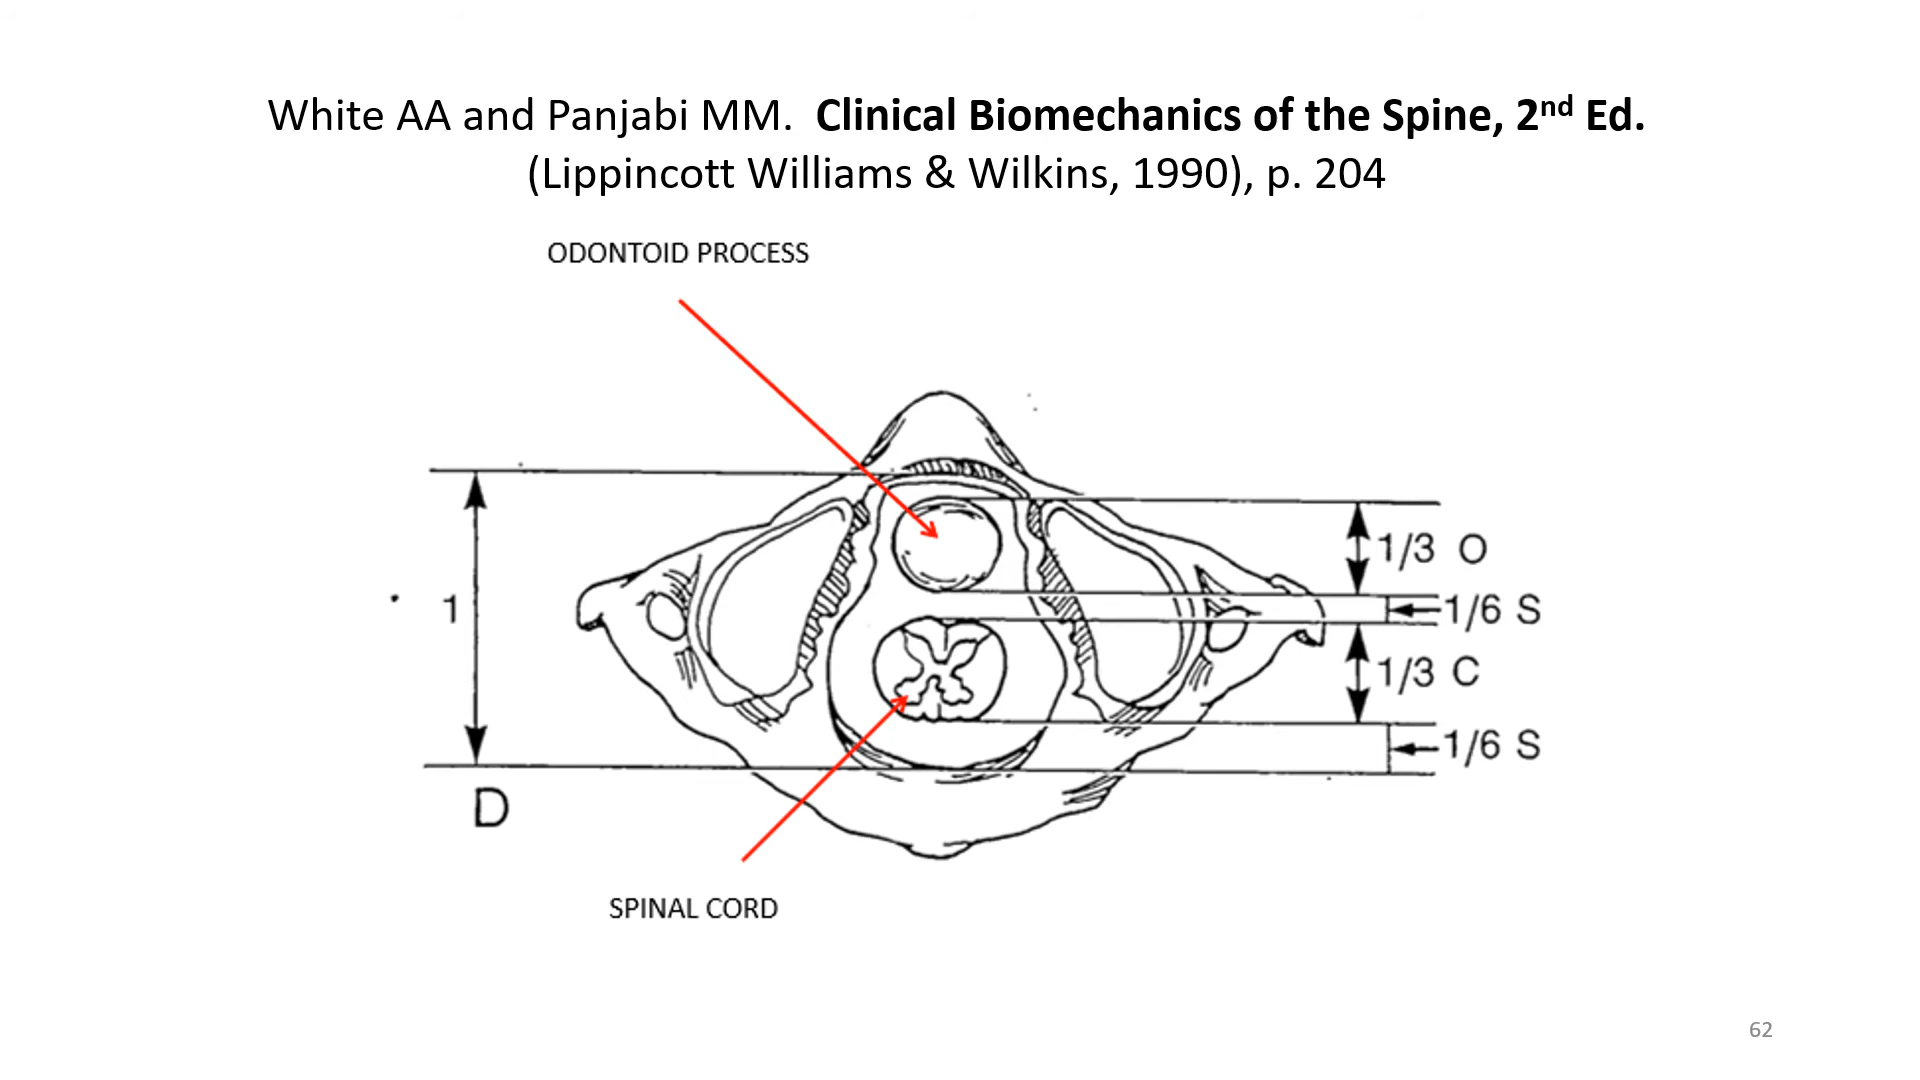 White AA and Panjabi MM. Clinical Biomechanics of the Spine, 2nd Ed.
(Lippincott Williams & Wilkins, 1990), p. 204
ODONTOID PROCESS
1/3 O
1
1/6 S
1/3 C
1/6 S
D
SPINAL CORD
62